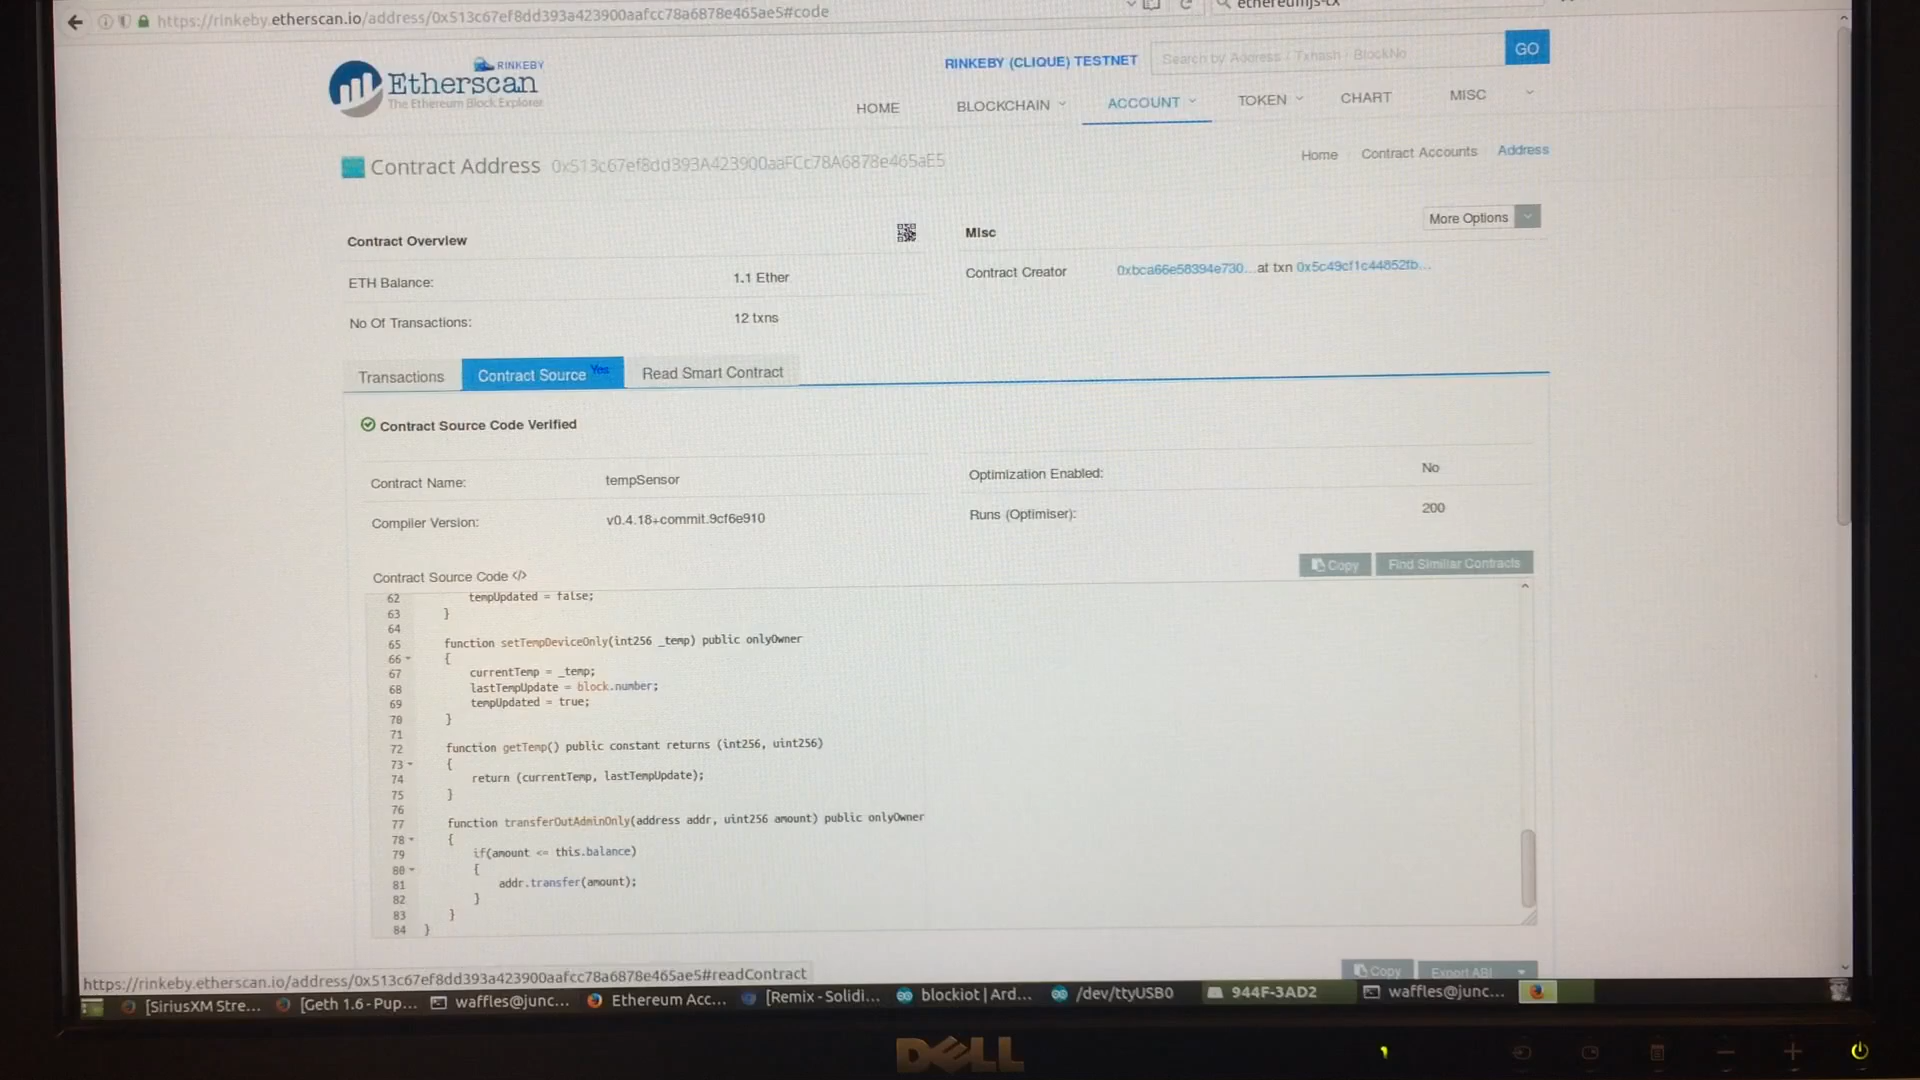 https://rinkeby.etherscan.io/address/0x513c67ef8dd393a423900aafcc78a6878e465ae5#code
ethereumjs-tx
RINKEBY
Etherscan
The Ethereum Block Explorer
RINKEBY (CLIQUE) TESTNET
Search by Address / Txhash / BlockNo
GO
HOME
BLOCKCHAIN
ACCOUNT
TOKEN
CHART
MISC
Contract Address 0x513c67ef8dd393A423900aaFCc78A6878e465aE5
Home
Contract Accounts
Address
Contract Overview
Misc
More Options
ETH Balance:
1.1 Ether
Contract Creator
0xbca66e58394e730... at txn 0x5c49cf1c44852fb...
No Of Transactions:
12 txns
Transactions
Contract Source Yes
Read Smart Contract
Contract Source Code Verified
Contract Name:
tempSensor
Optimization Enabled:
No
Compiler Version:
v0.4.18+commit.9cf6e910
Runs (Optimiser):
200
Contract Source Code </>
Copy
Find Similiar Contracts
62 tempUpdated = false;
63 }
64
65 function setTempDeviceOnly(int256 _temp) public onlyOwner
66 {
67 currentTemp = _temp;
68 lastTempUpdate = block.number;
69 tempUpdated = true;
70 }
71
72 function getTemp() public constant returns (int256, uint256)
73 {
74 return (currentTemp, lastTempUpdate);
75 }
76
77 function transferOutAdminOnly(address addr, uint256 amount) public onlyOwner
78 {
79 if(amount <= this.balance)
80 {
81 addr.transfer(amount);
82 }
83 }
84 }
Copy
Export ABI
https://rinkeby.etherscan.io/address/0x513c67ef8dd393a423900aafcc78a6878e465ae5#readContract
[SiriusXM Stre...
[Geth 1.6 - Pup...
waffles@junc...
Ethereum Acc...
[Remix - Solidi...
blockiot | Ard...
/dev/ttyUSB0
944F-3AD2
waffles@junc...
DELL